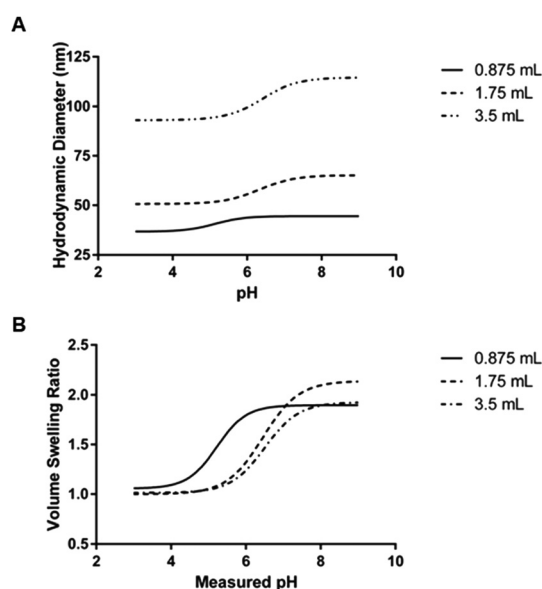 A
Hydrodynamic Diameter (nm)
125
100
75
50
25
2
4
6
8
10
pH
0.875 mL
1.75 mL
3.5 mL
B
Volume Swelling Ratio
2.5
2.0
1.5
1.0
0.5
2
4
6
8
10
Measured pH
0.875 mL
1.75 mL
3.5 mL